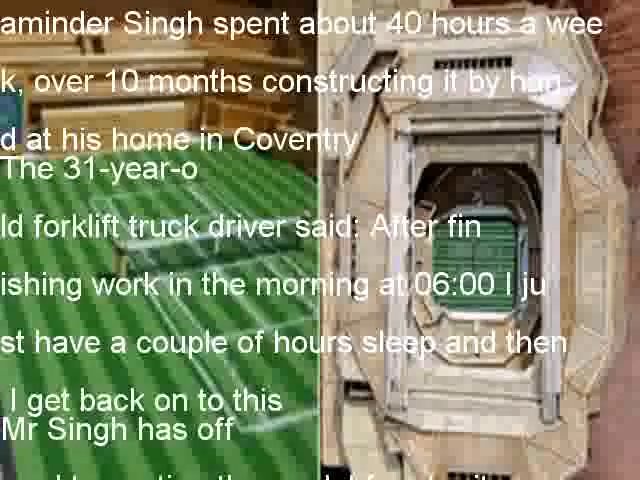 aminder Singh spent about 40 hours a wee
k, over 10 months constructing it by han
d at his home in Coventry
The 31-year-o
ld forklift truck driver said: After fin
ishing work in the morning at 06:00 I ju
st have a couple of hours sleep and then
I get back on to this
Mr Singh has off